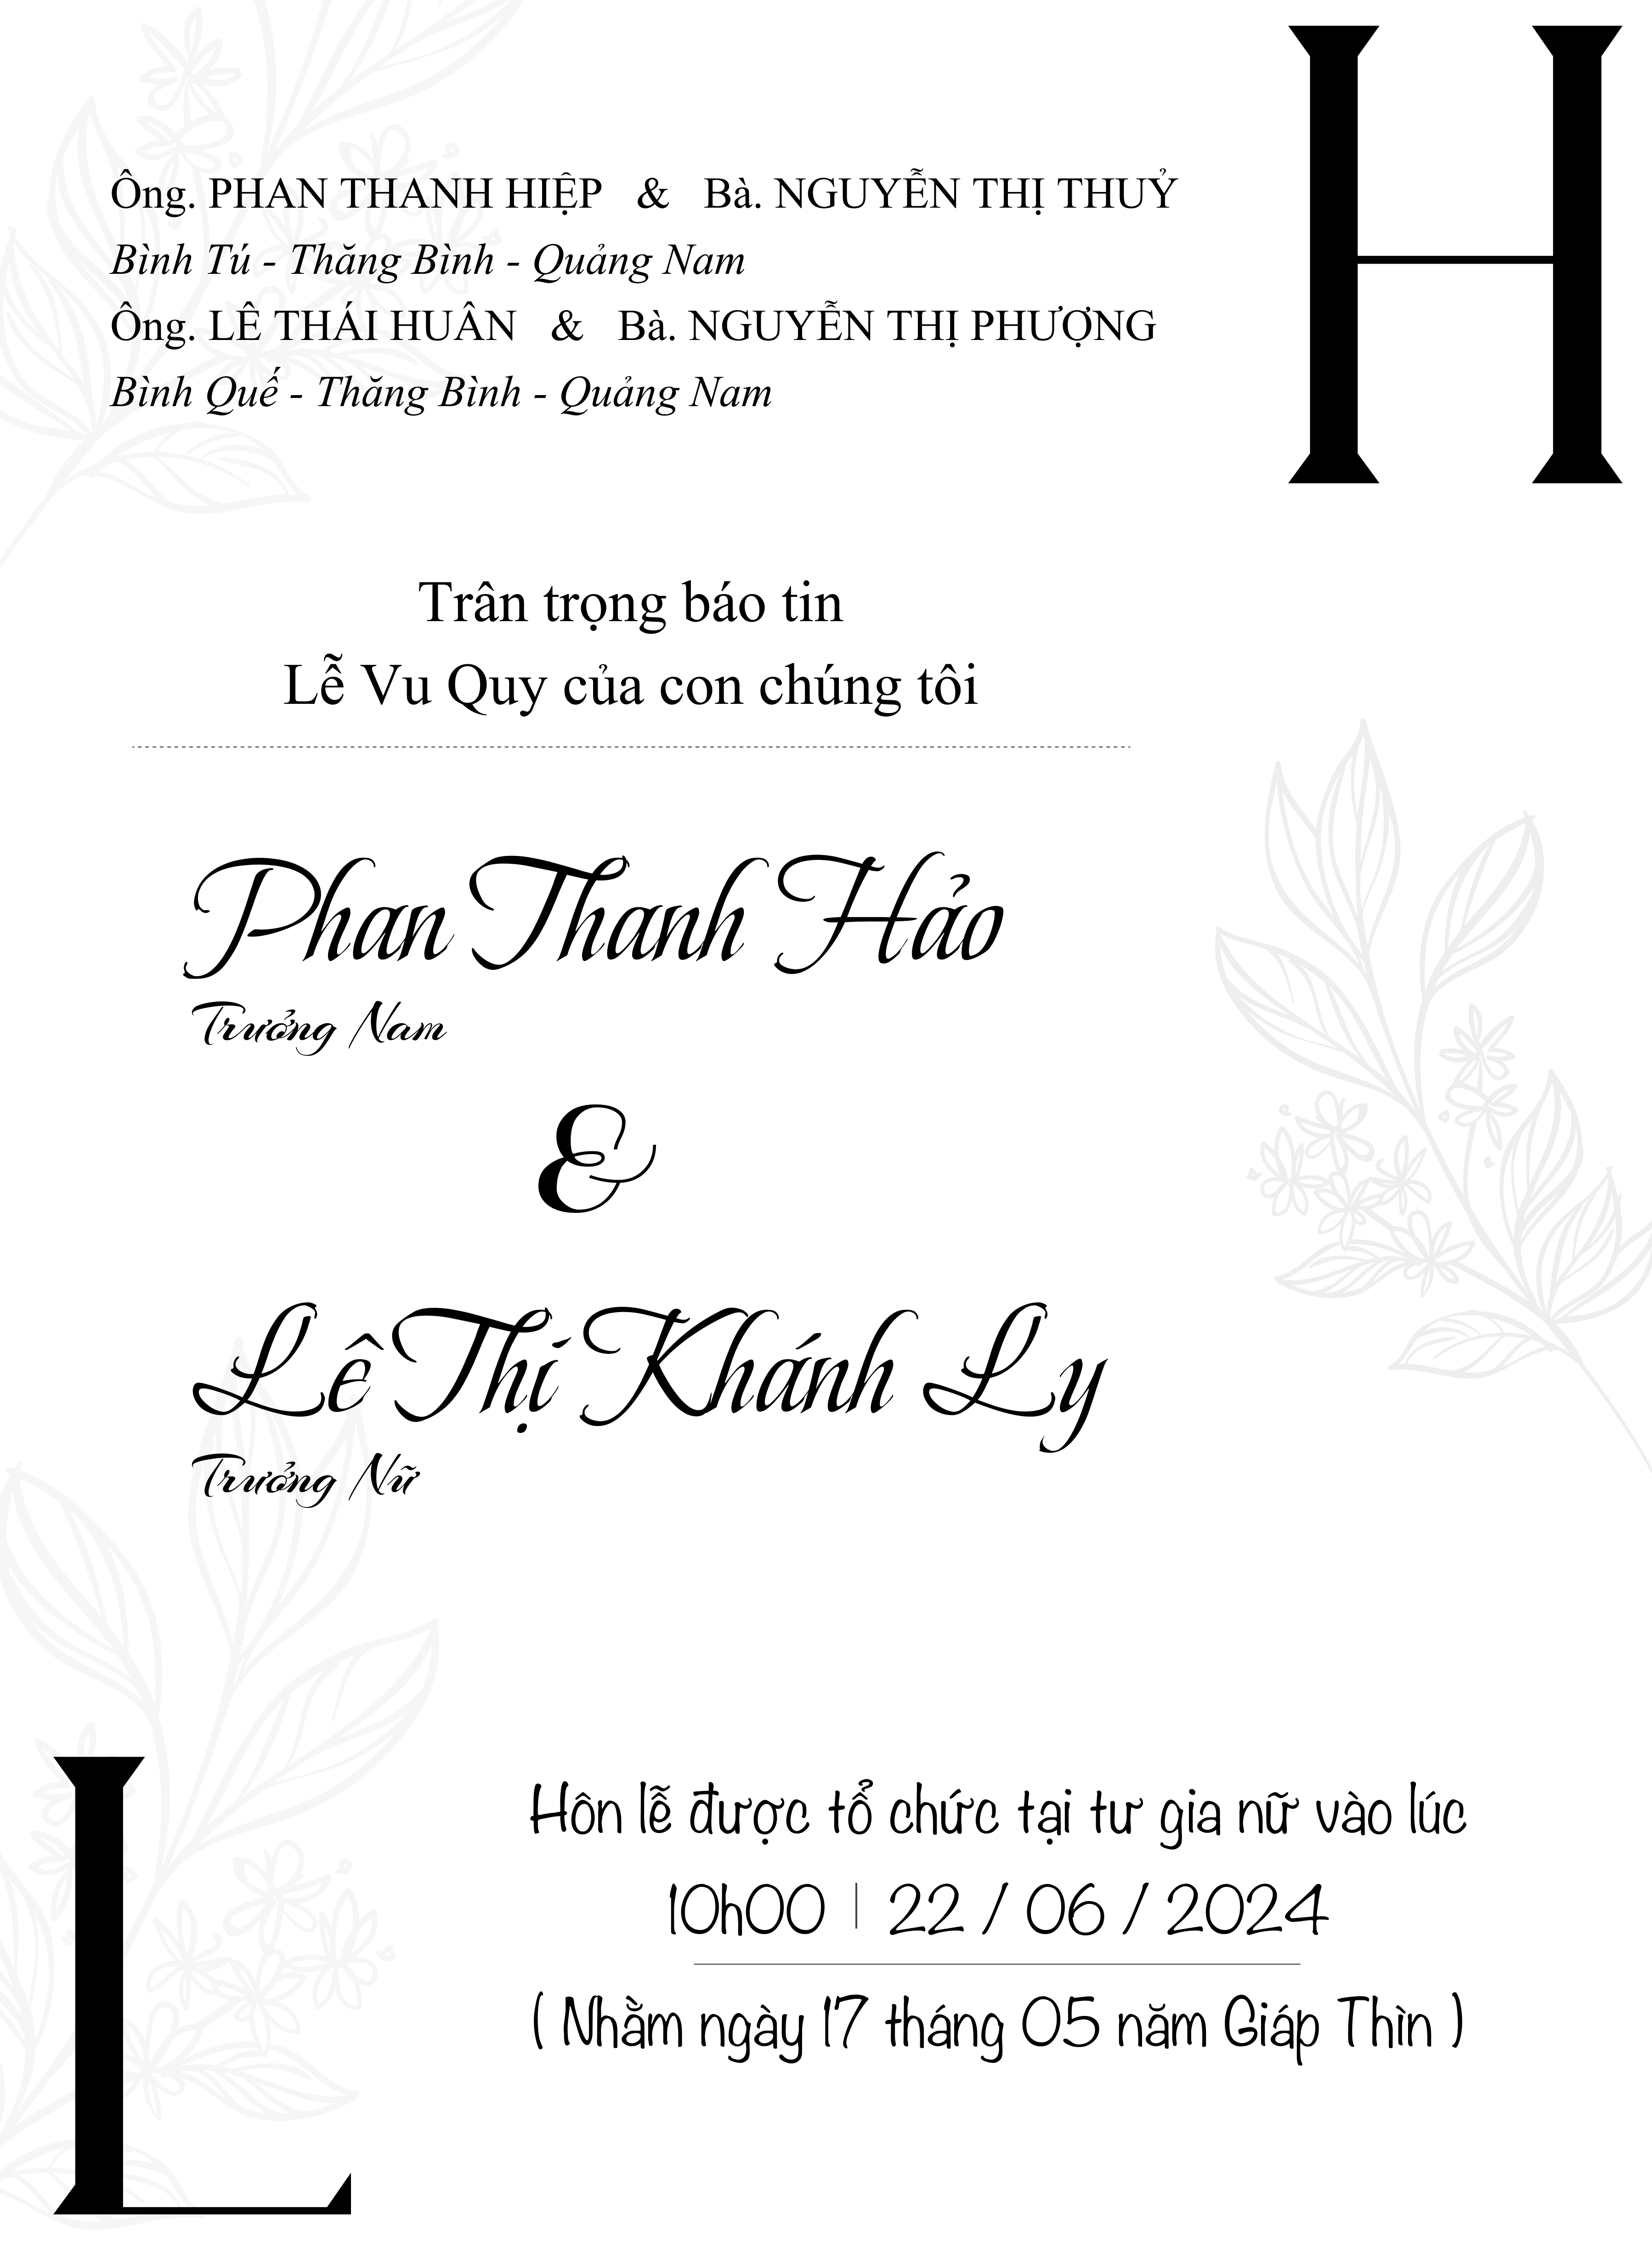 H
Ông. PHAN THANH HIỆP & Bà. NGUYỄN THỊ THUỶ
Bình Tú - Thăng Bình - Quảng Nam
Ông. LÊ THÁI HUÂN & Bà. NGUYỄN THỊ PHƯỢNG
Bình Quế - Thăng Bình - Quảng Nam
Trân trọng báo tin
Lễ Vu Quy của con chúng tôi
Phan Thanh Hảo
Trưởng Nam
&
Lê Thị Khánh Ly
Trưởng Nữ
L
Hôn lễ được tổ chức tại tư gia nữ vào lúc
10h00 | 22 / 06 / 2024
( Nhằm ngày 17 tháng 05 năm Giáp Thìn )